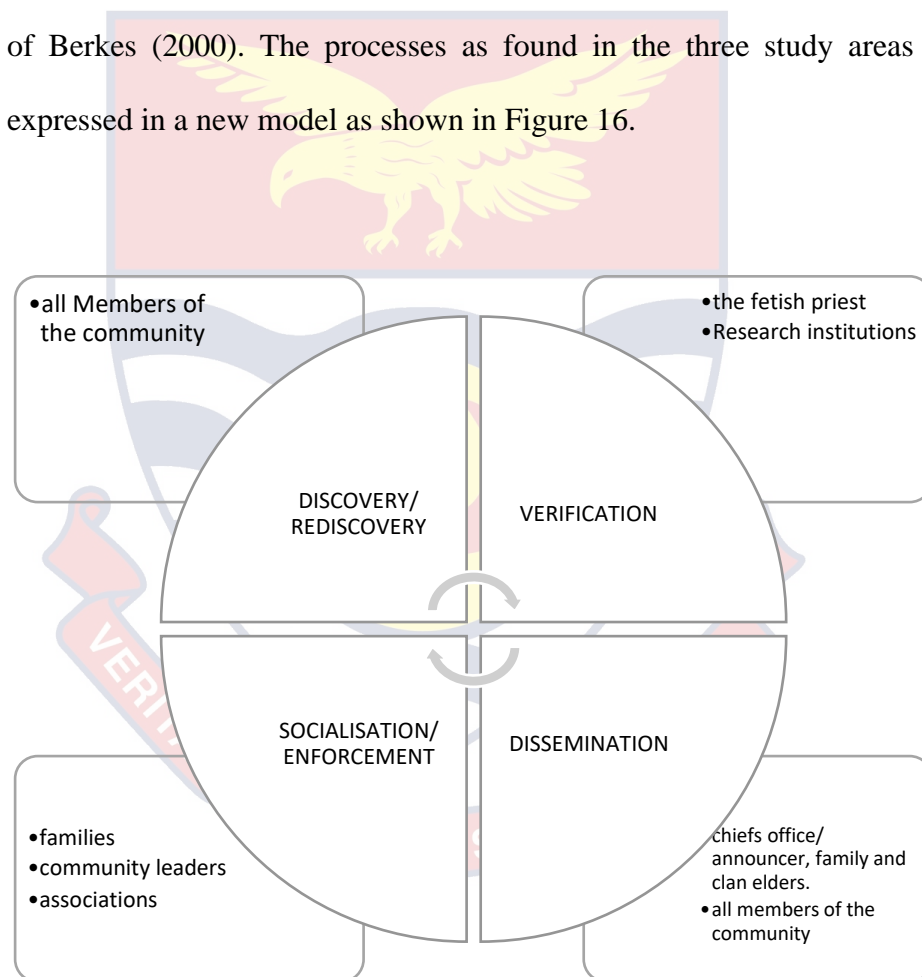 of Berkes (2000). The processes as found in the three study areas
expressed in a new model as shown in Figure 16.
•all Members of
the community
•the fetish priest
•Research institutions
DISCOVERY/
REDISCOVERY
VERIFICATION
SOCIALISATION/
ENFORCEMENT
DISSEMINATION
•families
•community leaders
•associations
chiefs office/
announcer, family and
clan elders.
•all members of the
community